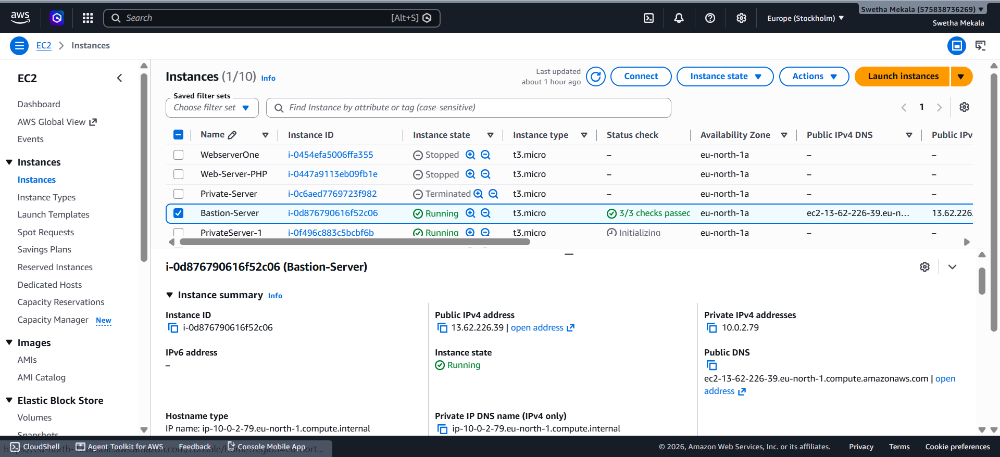 aws
Search [Alt+S]
Europe (Stockholm)
Swetha Mekala (575838736269)
Swetha Mekala
EC2 Instances
EC2
Dashboard
AWS Global View
Events
Instances
Instances
Instance Types
Launch Templates
Spot Requests
Savings Plans
Reserved Instances
Dedicated Hosts
Capacity Reservations
Capacity Manager New
Images
AMIs
AMI Catalog
Elastic Block Store
Volumes
Snapshots
Instances (1/10) Info
Last updated
about 1 hour ago
Connect
Instance state
Actions
Launch instances
Saved filter sets
Choose filter set
Find Instance by attribute or tag (case-sensitive)
1
Name Instance ID Instance state Instance type Status check Availability Zone Public IPv4 DNS Public IPv
WebserverOne i-0454efa5006ffa355 Stopped t3.micro – eu-north-1a – –
Web-Server-PHP i-0447a9113eb09fb1e Stopped t3.micro – eu-north-1a – –
Private-Server i-0c6aed7769723f982 Terminated t3.micro – eu-north-1a – –
Bastion-Server i-0d876790616f52c06 Running t3.micro 3/3 checks passed eu-north-1a ec2-13-62-226-39.eu-n... 13.62.226.
PrivateServer-1 i-0f496c883c5bcbf6b Running t3.micro Initializing eu-north-1a – –
i-0d876790616f52c06 (Bastion-Server)
Instance summary Info
Instance ID
i-0d876790616f52c06
Public IPv4 address
13.62.226.39 | open address
Private IPv4 addresses
10.0.2.79
IPv6 address
–
Instance state
Running
Public DNS
ec2-13-62-226-39.eu-north-1.compute.amazonaws.com | open
address
Hostname type
IP name: ip-10-0-2-79.eu-north-1.compute.internal
Private IP DNS name (IPv4 only)
ip-10-0-2-79.eu-north-1.compute.internal
CloudShell Agent Toolkit for AWS Feedback Console Mobile App
https://eu-north-1.console.aws.amazon.com/console/home?region=eu-nort...
© 2026, Amazon Web Services, Inc. or its affiliates. Privacy Terms Cookie preferences